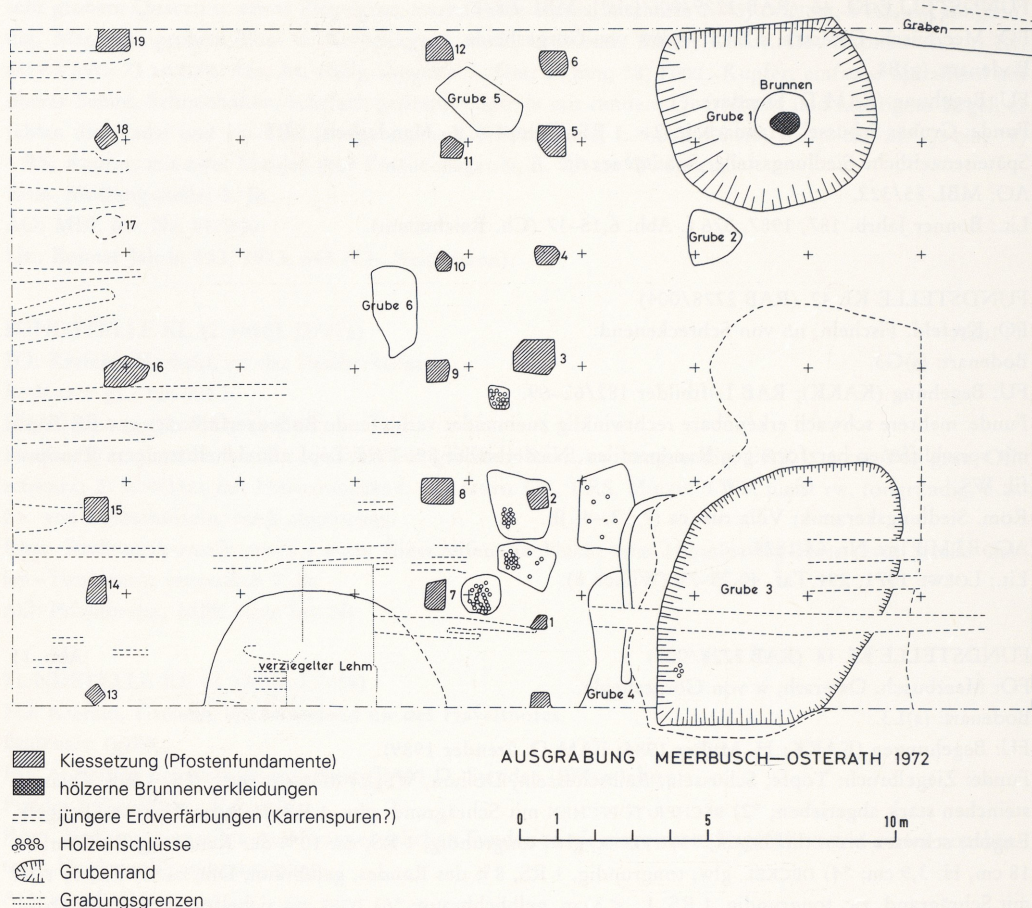 19
12
6
Graben
Brunnen
Grube 5
Grube 1
18
5
11
17
Grube 2
10
4
Grube 6
16
9
3
8
2
15
14
7
Grube 3
1
verziegelter Lehm
13
Grube 4
AUSGRABUNG MEERBUSCH–OSTERATH 1972
0 1 5 10 m
Kiessetzung (Pfostenfundamente)
hölzerne Brunnenverkleidungen
jüngere Erdverfärbungen (Karrenspuren?)
Holzeinschlüsse
Grubenrand
Grabungsgrenzen